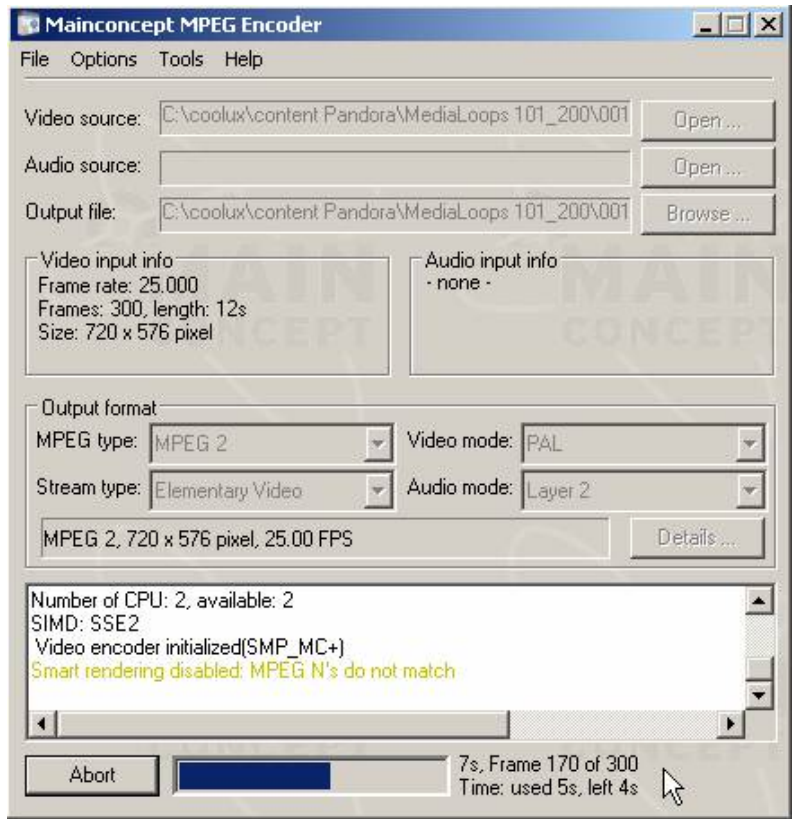 Mainconcept MPEG Encoder
File Options Tools Help
Video source: C:\coolux\content Pandora\MediaLoops 101_200\001 Open ...
Audio source: Open ...
Output file: C:\coolux\content Pandora\MediaLoops 101_200\001 Browse ...
Video input info
Frame rate: 25.000
Frames: 300, length: 12s
Size: 720 x 576 pixel
Audio input info
- none -
MAIN
CONCEPT
MAIN
CONCEPT
Output format
MPEG type: MPEG 2 Video mode: PAL
Stream type: Elementary Video Audio mode: Layer 2
MPEG 2, 720 x 576 pixel, 25.00 FPS Details ...
Number of CPU: 2, available: 2
SIMD: SSE2
Video encoder initialized(SMP_MC+)
Smart rendering disabled: MPEG N's do not match
Abort
7s, Frame 170 of 300
Time: used 5s, left 4s